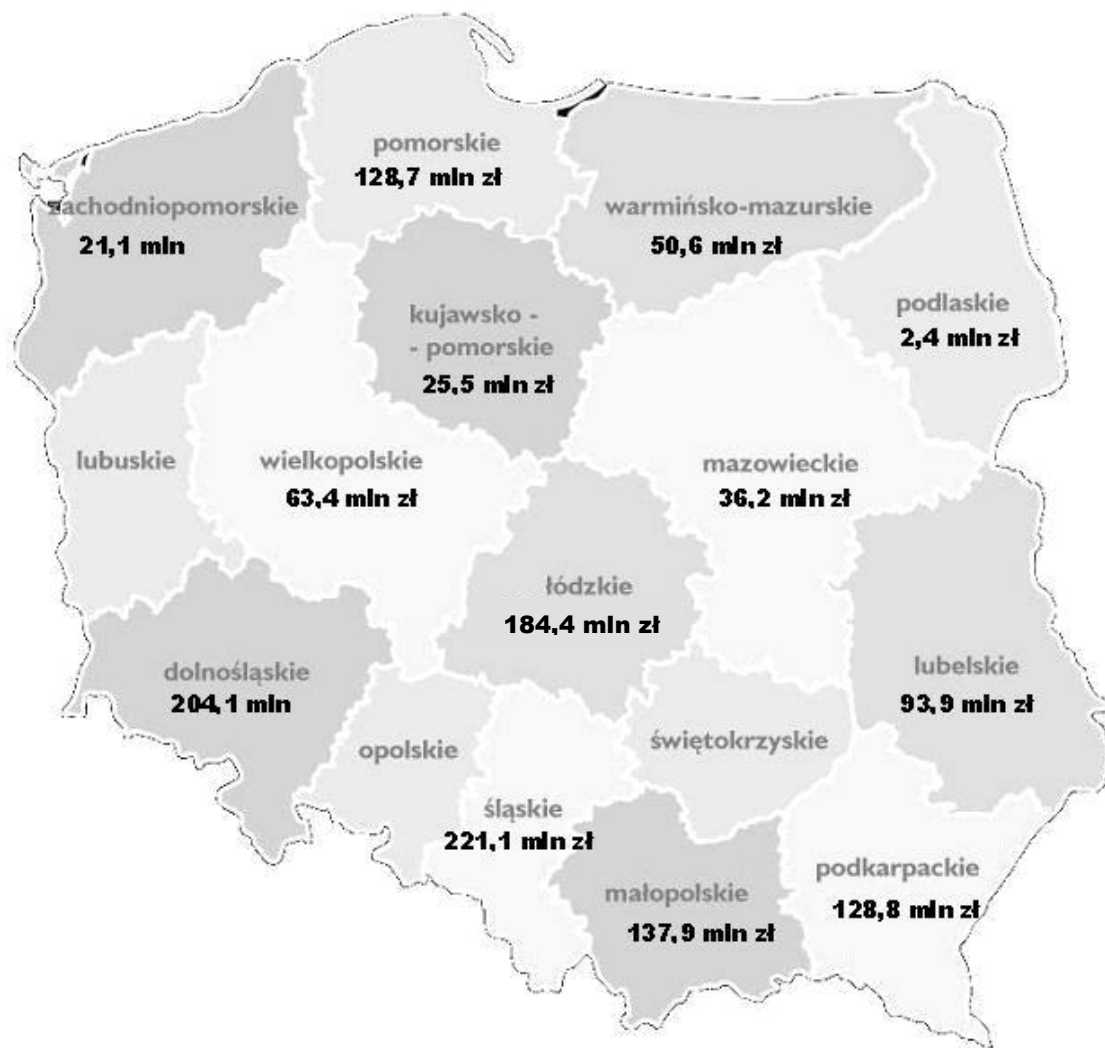 pomorskie
128,7 mln zł
zachodniopomorskie
21,1 mln
warmińsko-mazurskie
50,6 mln zł
kujawsko -
- pomorskie
25,5 mln zł
podlaskie
2,4 mln zł
lubuskie
wielkopolskie
63,4 mln zł
mazowieckie
36,2 mln zł
łódzkie
184,4 mln zł
dolnośląskie
204,1 mln
lubelskie
93,9 mln zł
opolskie
świętokrzyskie
śląskie
221,1 mln zł
małopolskie
137,9 mln zł
podkarpackie
128,8 mln zł